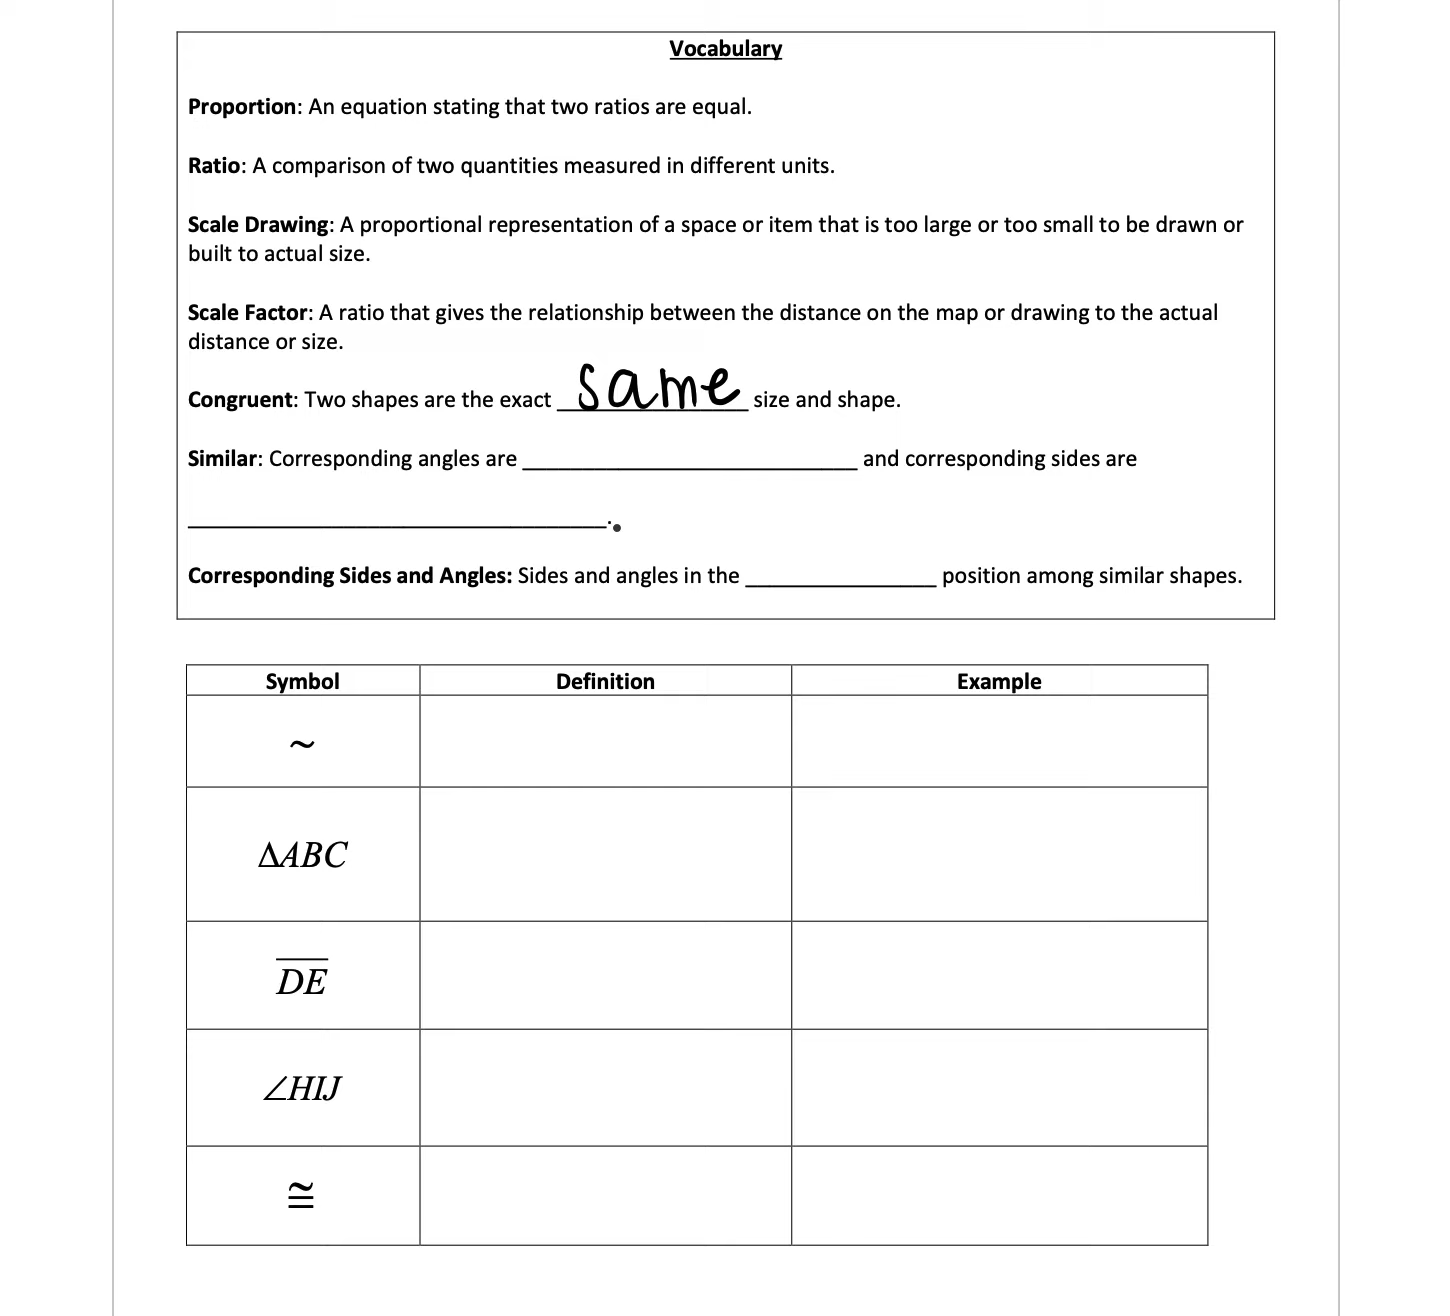 Vocabulary
Proportion: An equation stating that two ratios are equal.
Ratio: A comparison of two quantities measured in different units.
Scale Drawing: A proportional representation of a space or item that is too large or too small to be drawn or
built to actual size.
Scale Factor: A ratio that gives the relationship between the distance on the map or drawing to the actual
distance or size.
Congruent: Two shapes are the exact same size and shape.
Similar: Corresponding angles are ____________________ and corresponding sides are
____________________.
Corresponding Sides and Angles: Sides and angles in the ____________ position among similar shapes.
Symbol Definition Example
~
ΔABC
D̅E̅
∠HIJ
≅